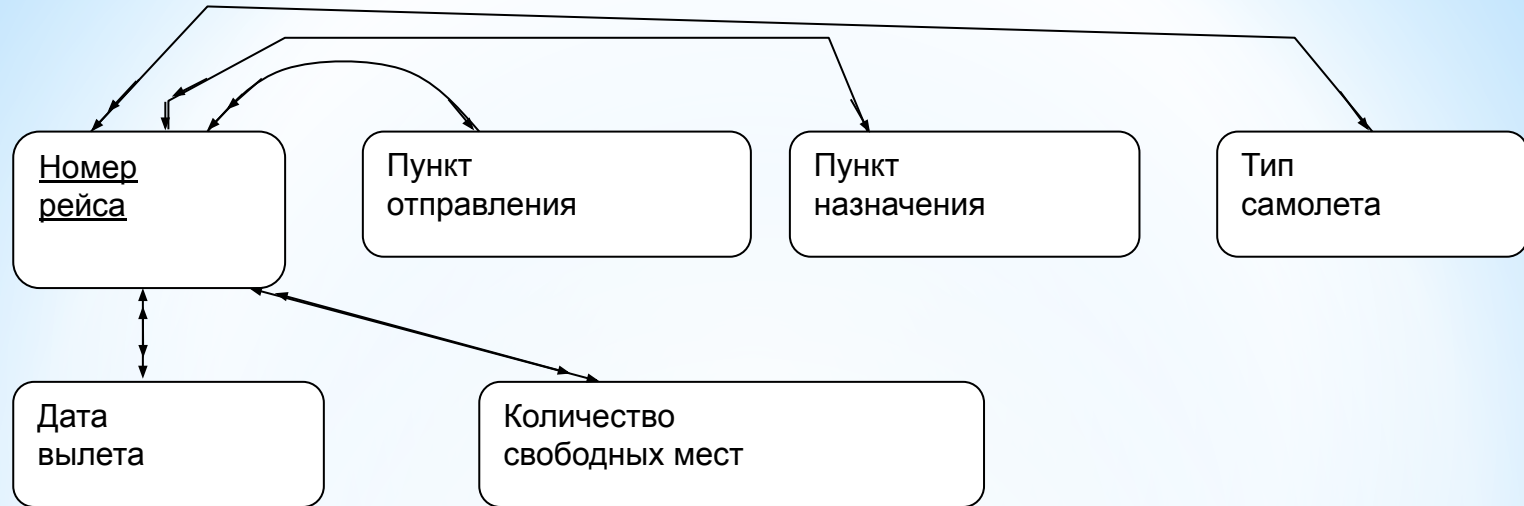 Номер
рейса
Пункт
отправления
Пункт
назначения
Тип
самолета
Дата
вылета
Количество
свободных мест